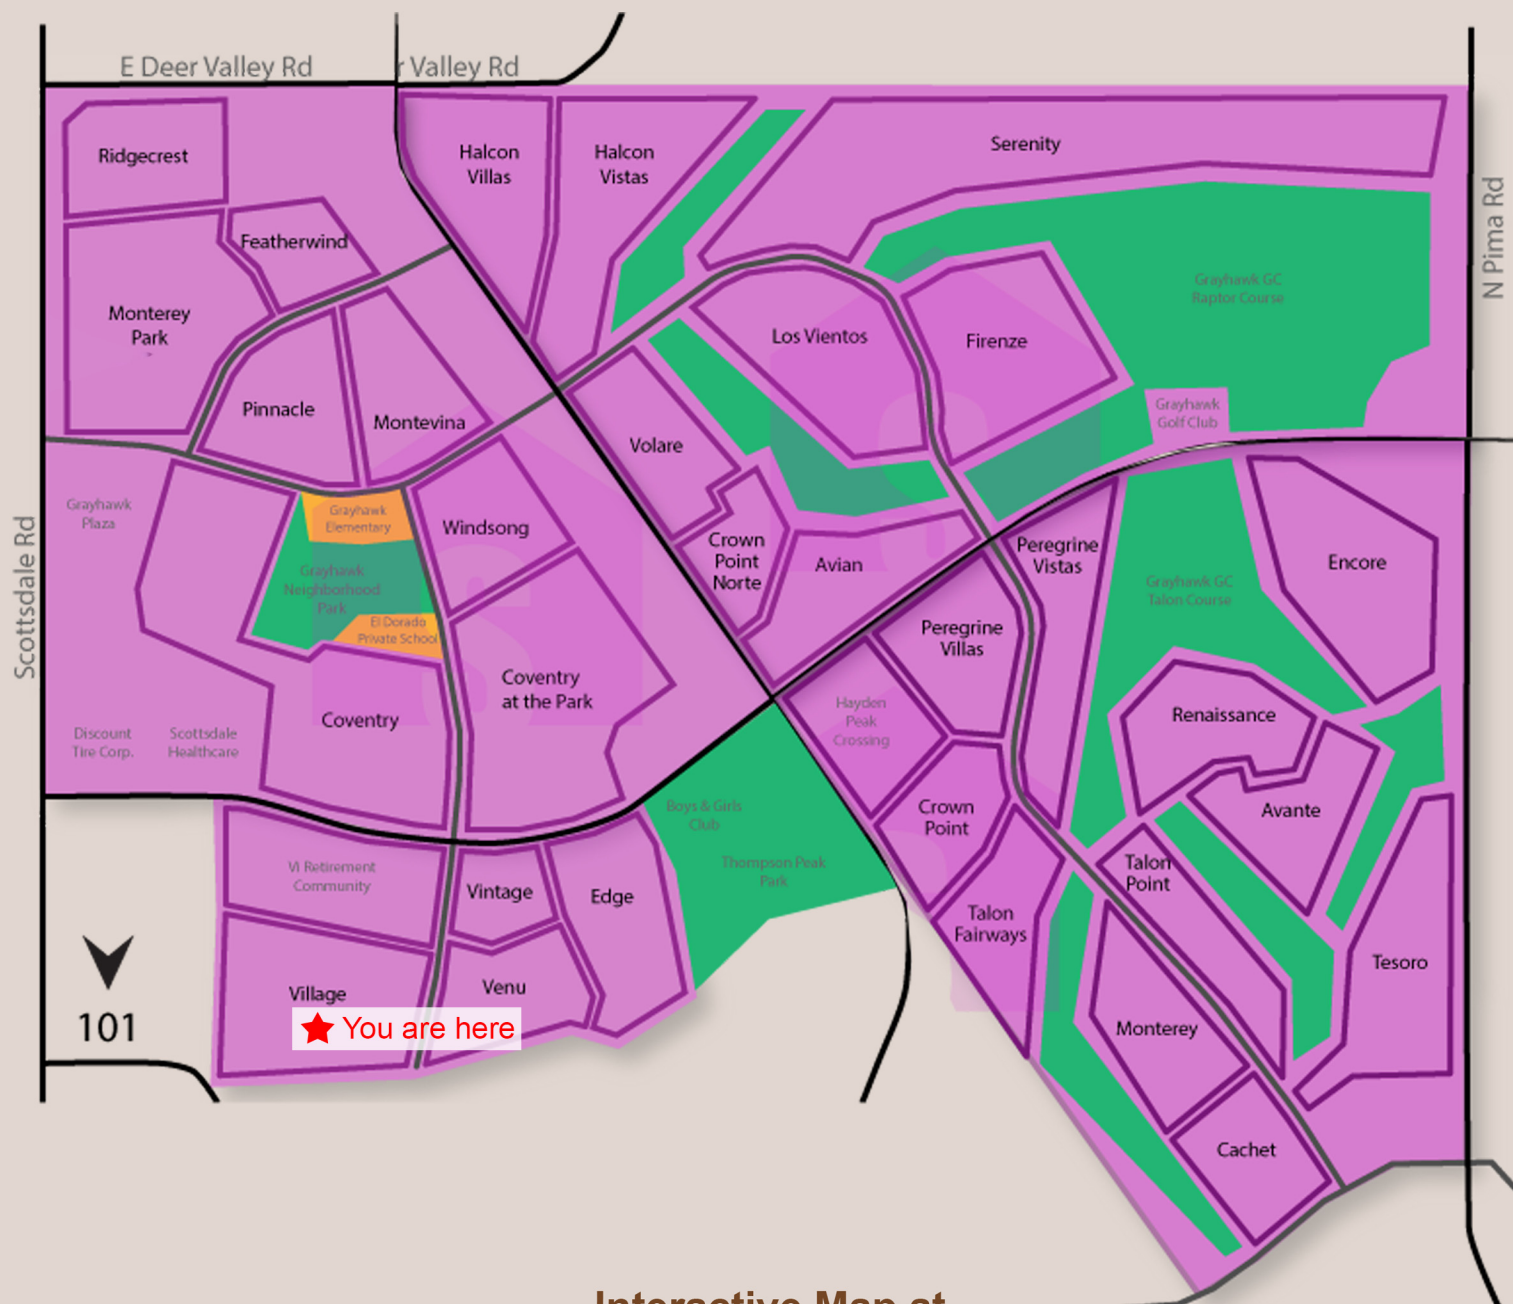 E Deer Valley Rd
r Valley Rd
Ridgecrest
Halcon
Villas
Halcon
Vistas
Serenity
N Pima Rd
Featherwind
Monterey
Park
Grayhawk GC
Raptor Course
Los Vientos
Firenze
Pinnacle
Montevina
Grayhawk
Golf Club
Volare
Grayhawk
Plaza
Grayhawk
Elementary
Windsong
Crown
Point
Norte
Avian
Peregrine
Vistas
Encore
Scottsdale Rd
Grayhawk
Neighborhood
Park
Grayhawk GC
Talon Course
El Dorado
Private School
Peregrine
Villas
Coventry
at the Park
Coventry
Hayden
Peak
Crossing
Renaissance
Discount
Tire Corp.
Scottsdale
Healthcare
Boys & Girls
Club
Crown
Point
Avante
VI Retirement
Community
Vintage
Edge
Thompson Peak
Park
Talon
Point
Talon
Fairways
Tesoro
Village
Venu
101
You are here
Monterey
Cachet
Interactive Map at